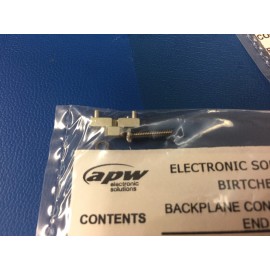 apw
electronic
solutions
ELECTRONIC SO
BIRTCHE
CONTENTS
BACKPLANE CON
END